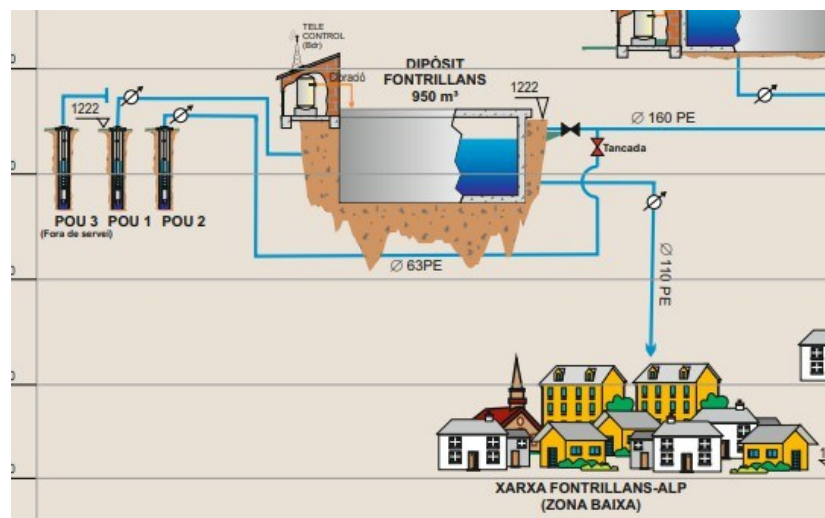 TELE
CONTROL
(Bdr)
Cloració
DIPÒSIT
FONTRILLANS
950 m³
1222
Ø 160 PE
Tancada
1222
POU 3
(Fora de servei)
POU 1
POU 2
Ø 63PE
Ø 110 PE
XARXA FONTRILLANS-ALP
(ZONA BAIXA)